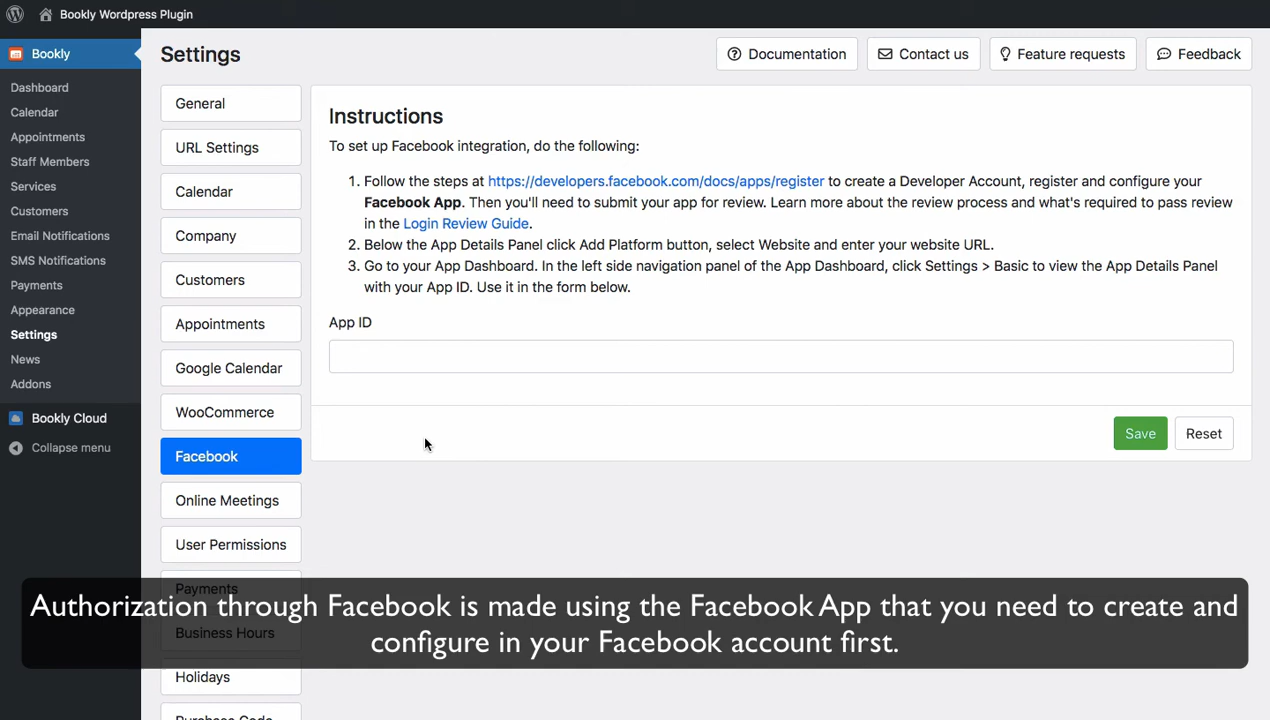 Bookly Wordpress Plugin
Bookly
Dashboard
Calendar
Appointments
Staff Members
Services
Customers
Email Notifications
SMS Notifications
Payments
Appearance
Settings
News
Addons
Bookly Cloud
Collapse menu
Settings
Documentation
Contact us
Feature requests
Feedback
General
URL Settings
Calendar
Company
Customers
Appointments
Google Calendar
WooCommerce
Facebook
Online Meetings
User Permissions
Payments
Business Hours
Holidays
Purchase Code
Instructions
To set up Facebook integration, do the following:
1. Follow the steps at https://developers.facebook.com/docs/apps/register to create a Developer Account, register and configure your
Facebook App. Then you'll need to submit your app for review. Learn more about the review process and what's required to pass review
in the Login Review Guide.
2. Below the App Details Panel click Add Platform button, select Website and enter your website URL.
3. Go to your App Dashboard. In the left side navigation panel of the App Dashboard, click Settings > Basic to view the App Details Panel
with your App ID. Use it in the form below.
App ID
Save
Reset
Authorization through Facebook is made using the Facebook App that you need to create and
configure in your Facebook account first.